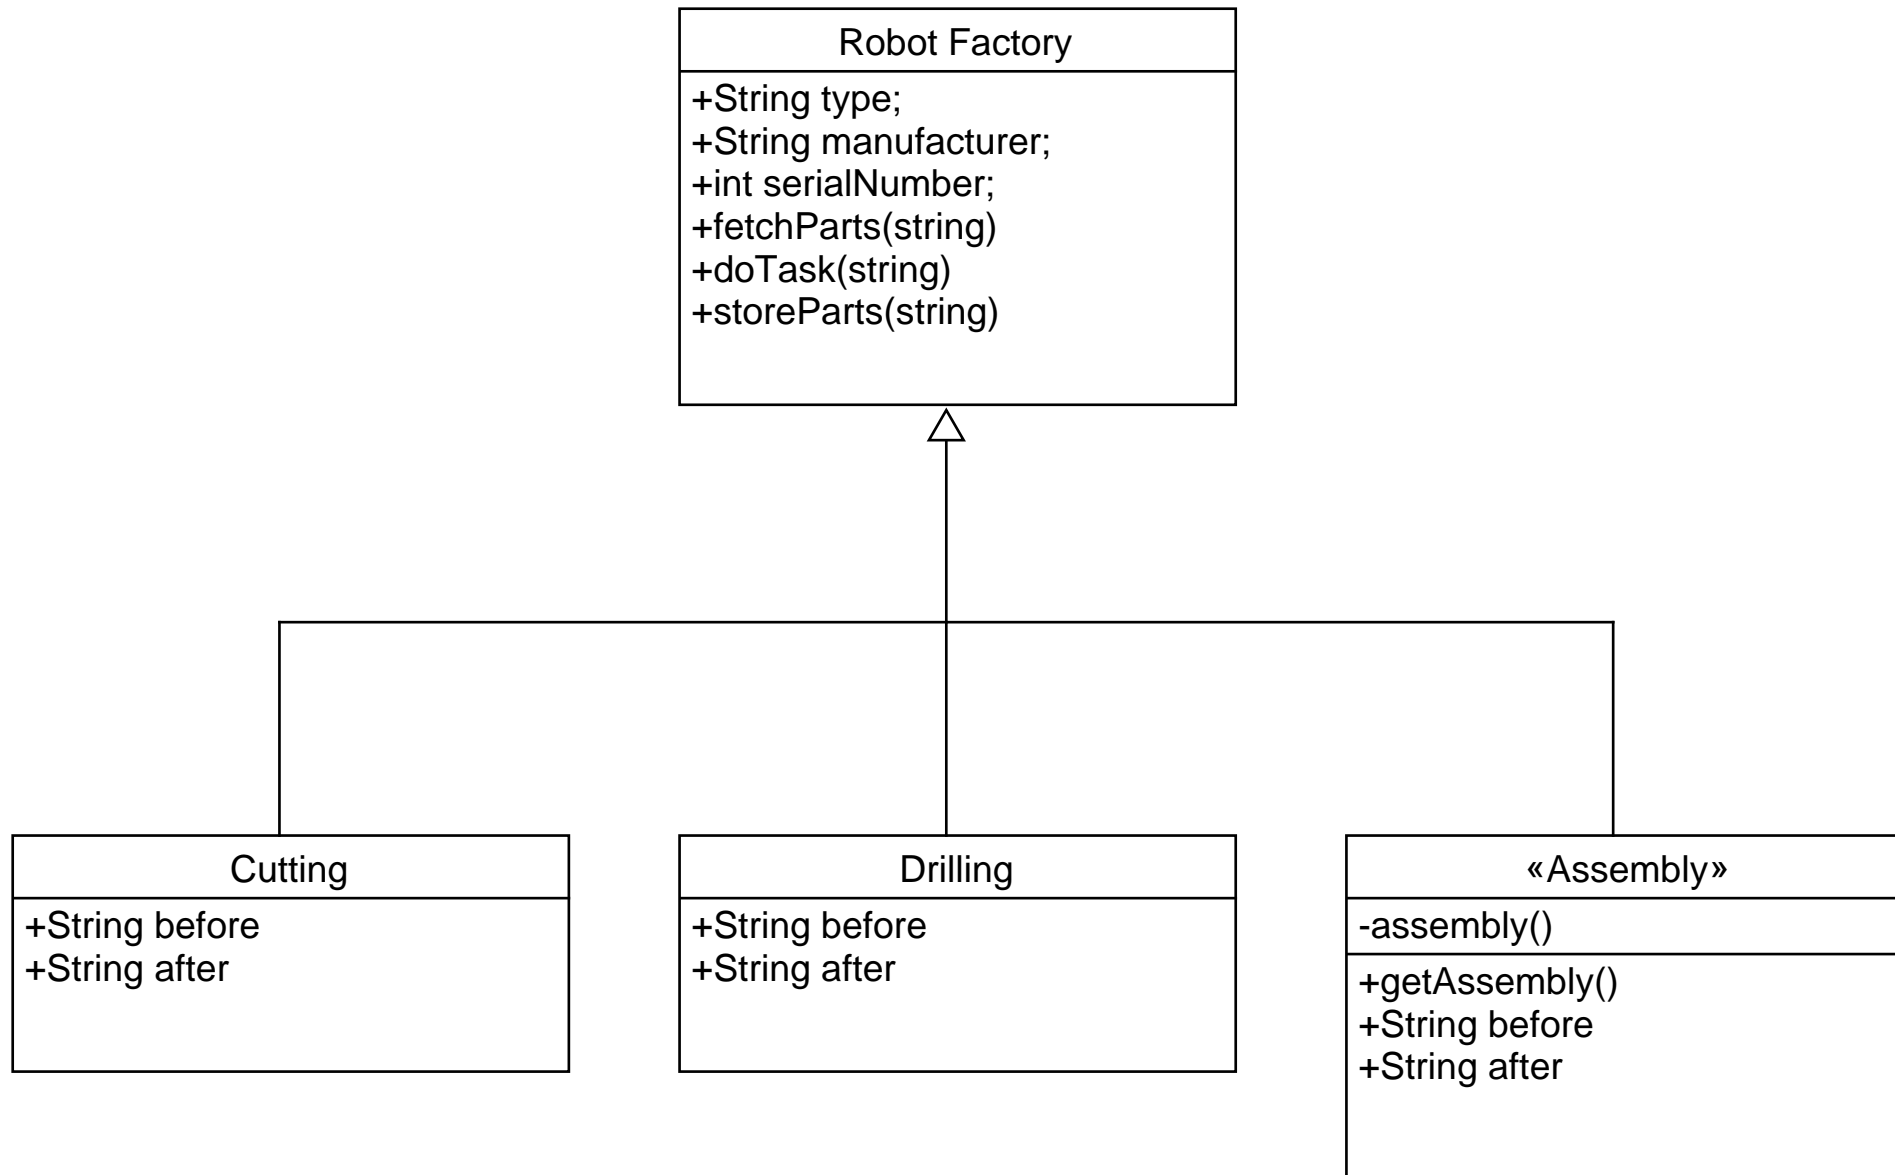 Robot Factory
+String type;
+String manufacturer;
+int serialNumber;
+fetchParts(string)
+doTask(string)
+storeParts(string)
Cutting
+String before
+String after
Drilling
+String before
+String after
«Assembly»
-assembly()
+getAssembly()
+String before
+String after